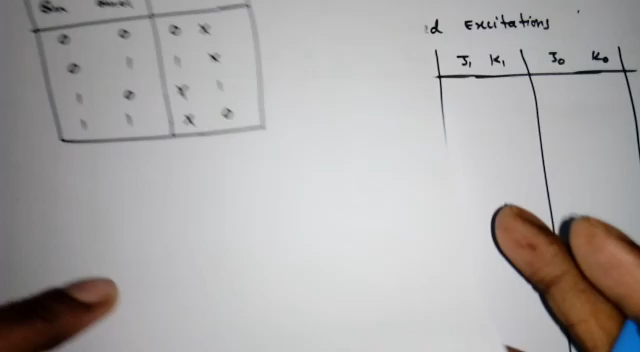 0 0 0 x
0 1 1 x
1 0 x 1
1 1 x 0
d Excitations
J₁ K₁ J₀ K₀